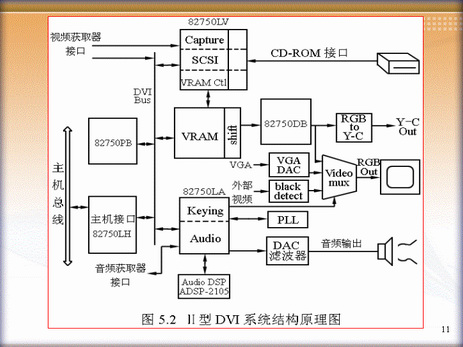 82750LV
视频获取器
接口
Capture
SCSI
VRAM Ctl
CD-ROM 接口
DVI
Bus
82750PB
VRAM
shift
82750DB
RGB
to
Y-C
Y-C
Out
主机总线
VGA
VGA
DAC
外部
视频
black
detect
Video
mux
RGB
Out
82750LA
主机接口
82750LH
Keying
Audio
PLL
DAC
滤波器
音频输出
音频获取器
接口
Audio DSP
ADSP-2105
图 5.2 II型 DVI 系统结构原理图
11